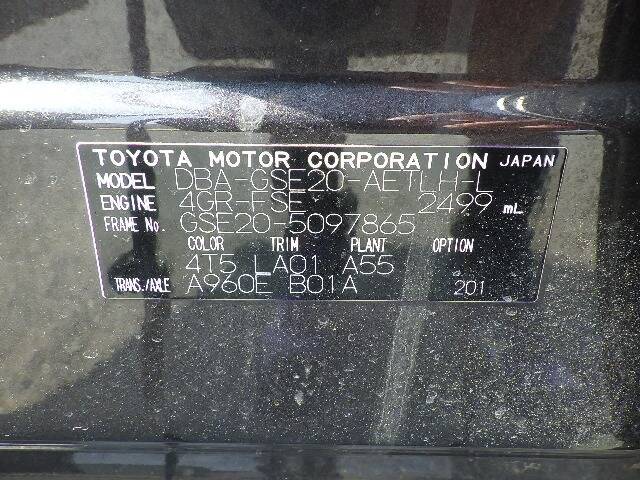 TOYOTA MOTOR CORPORATION JAPAN
MODEL DBA-GSE20-AETLH-L
ENGINE 4GR-FSE 2499 mL
FRAME No. GSE20-5097865
COLOR TRIM PLANT OPTION
4T5 LA01 A55
TRANS./AXLE A960E B01A 201